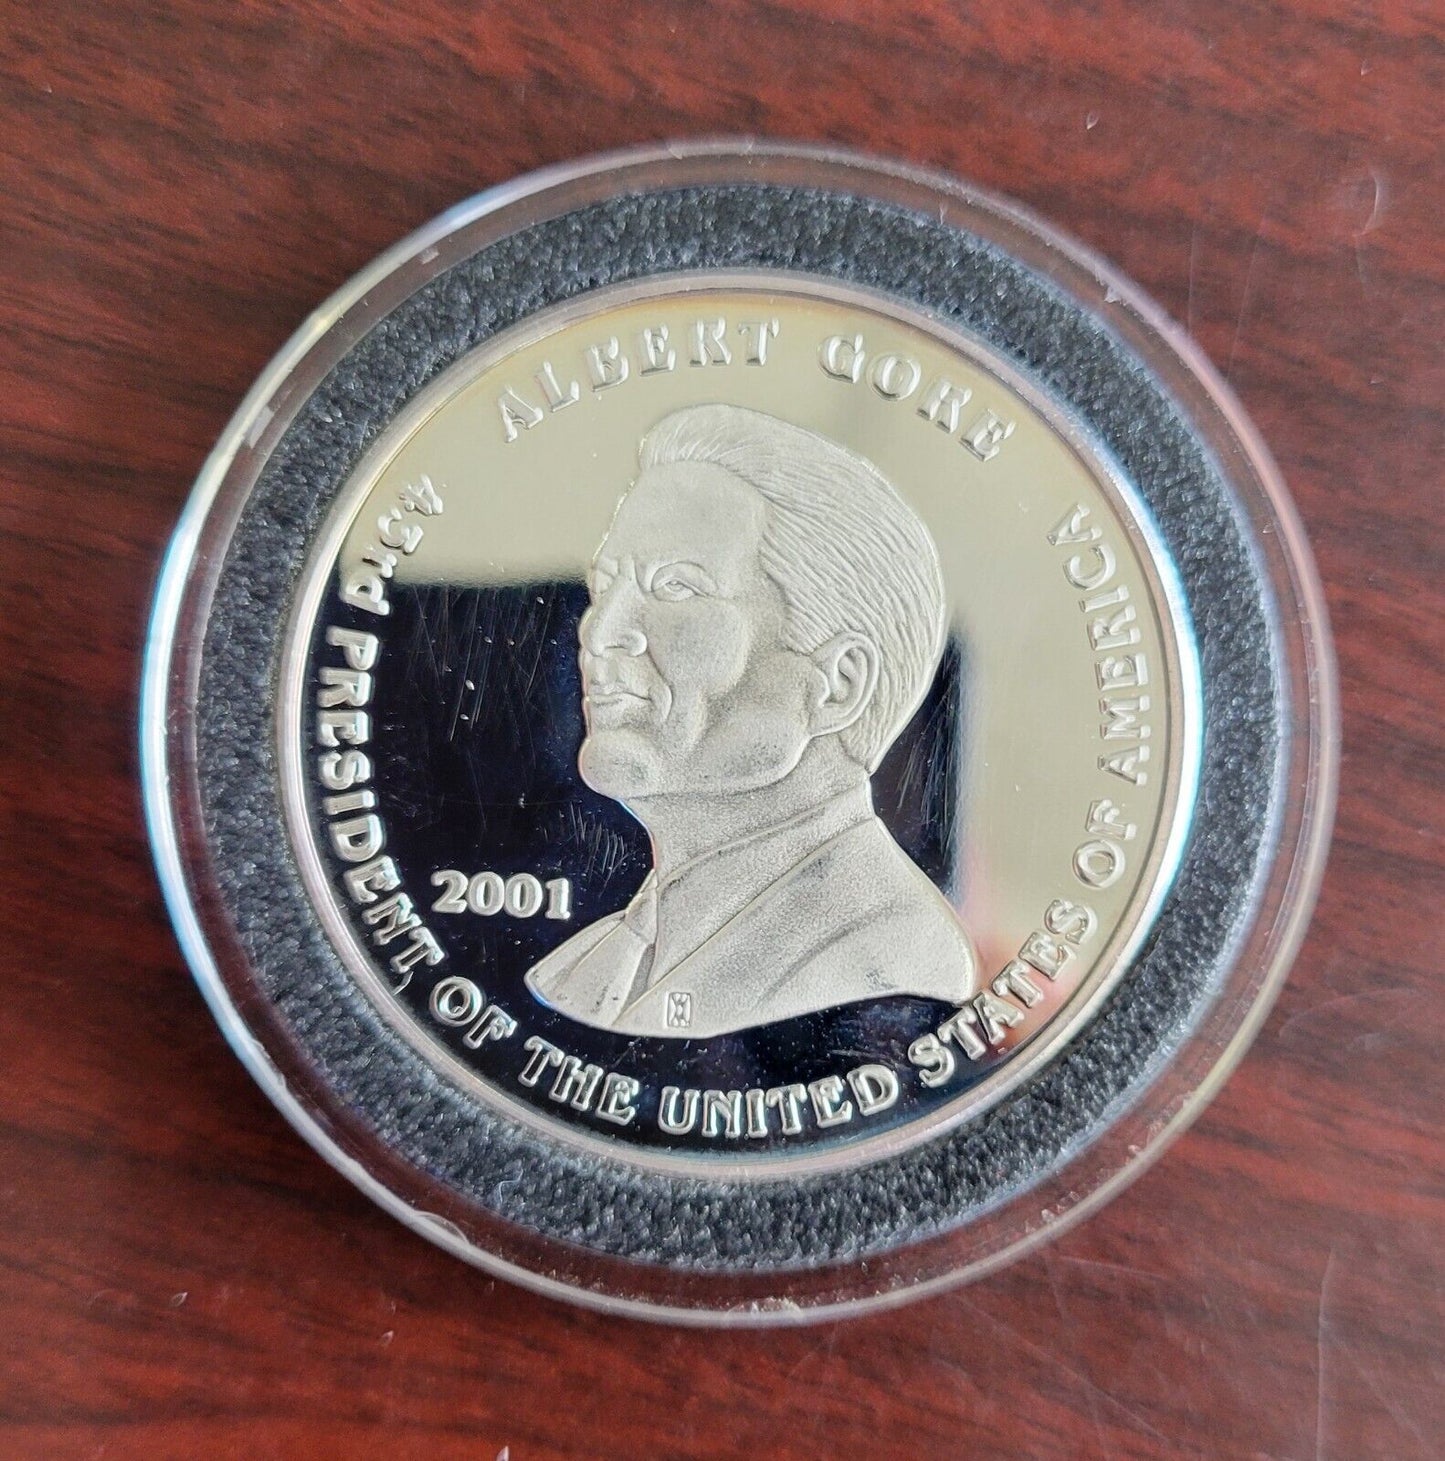 ALBERT GORE
43rd PRESIDENT OF THE UNITED STATES OF AMERICA
2001